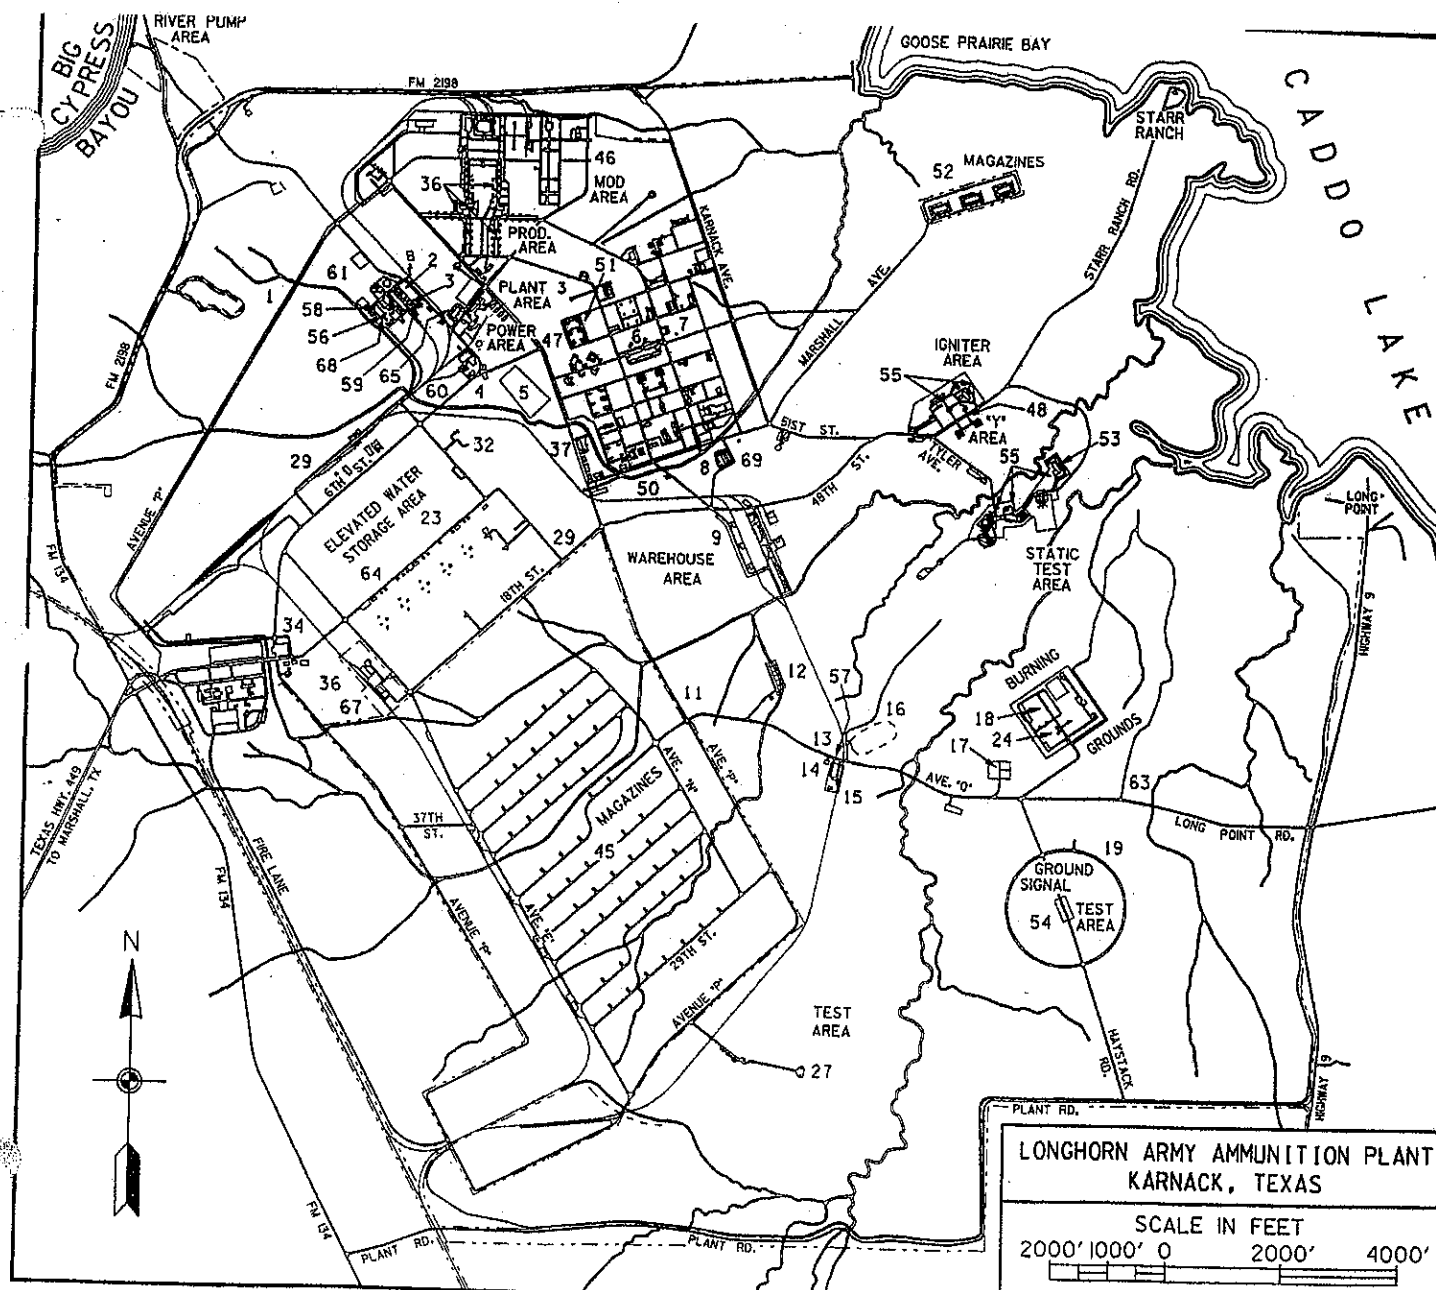 RIVER PUMP
AREA
BIG
CYPRESS
BAYOU
GOOSE PRAIRIE BAY
CADDO LAKE
FM 2198
STARR
RANCH
46
MOD
AREA
36
52
MAGAZINES
STARR RANCH RD.
KARNACK AVE.
PROD.
AREA
B
2
61
3
1
58
56
68
59
65
60
PLANT
AREA
3
51
POWER
AREA
47
6
7
4
5
MARSHALL AVE.
IGNITER
AREA
55
48
"Y"
AREA
53
55
FM 2198
29
6TH ST.
32
37
8
69
50
51ST ST.
TYLER
AVE.
48TH ST.
AVENUE "P"
ELEVATED WATER
STORAGE AREA
23
64
29
18TH ST.
WAREHOUSE
AREA
9
STATIC
TEST
AREA
LONG
POINT
HIGHWAY 9
FM 134
34
36
67
11
12
57
16
13
14
15
BURNING
GROUNDS
18
24
17
AVE. "Q"
63
LONG POINT RD.
TEXAS HWY. 449
TO MARSHALL, TX
37TH
ST.
MAGAZINES
45
AVE. "N"
AVE. "P"
FIRE LANE
FM 134
AVENUE "P"
AVE. "E"
29TH ST.
AVENUE "P"
19
GROUND
SIGNAL
54
TEST
AREA
N
TEST
AREA
27
HAYSTACK
RD.
HIGHWAY 9
PLANT RD.
FM 134
PLANT RD.
PLANT RD.
LONGHORN ARMY AMMUNITION PLANT
KARNACK, TEXAS
SCALE IN FEET
2000' 1000' 0 2000' 4000'